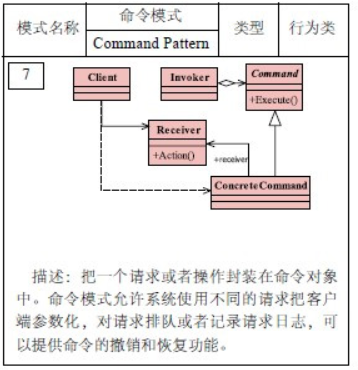 模式名称
命令模式
Command Pattern
类型
行为类
7
Client
Invoker
Command
+Execute()
Receiver
+Action()
+receiver
ConcreteCommand
描述：把一个请求或者操作封装在命令对象
中。命令模式允许系统使用不同的请求把客户
端参数化，对请求排队或者记录请求日志，可
以提供命令的撤销和恢复功能。